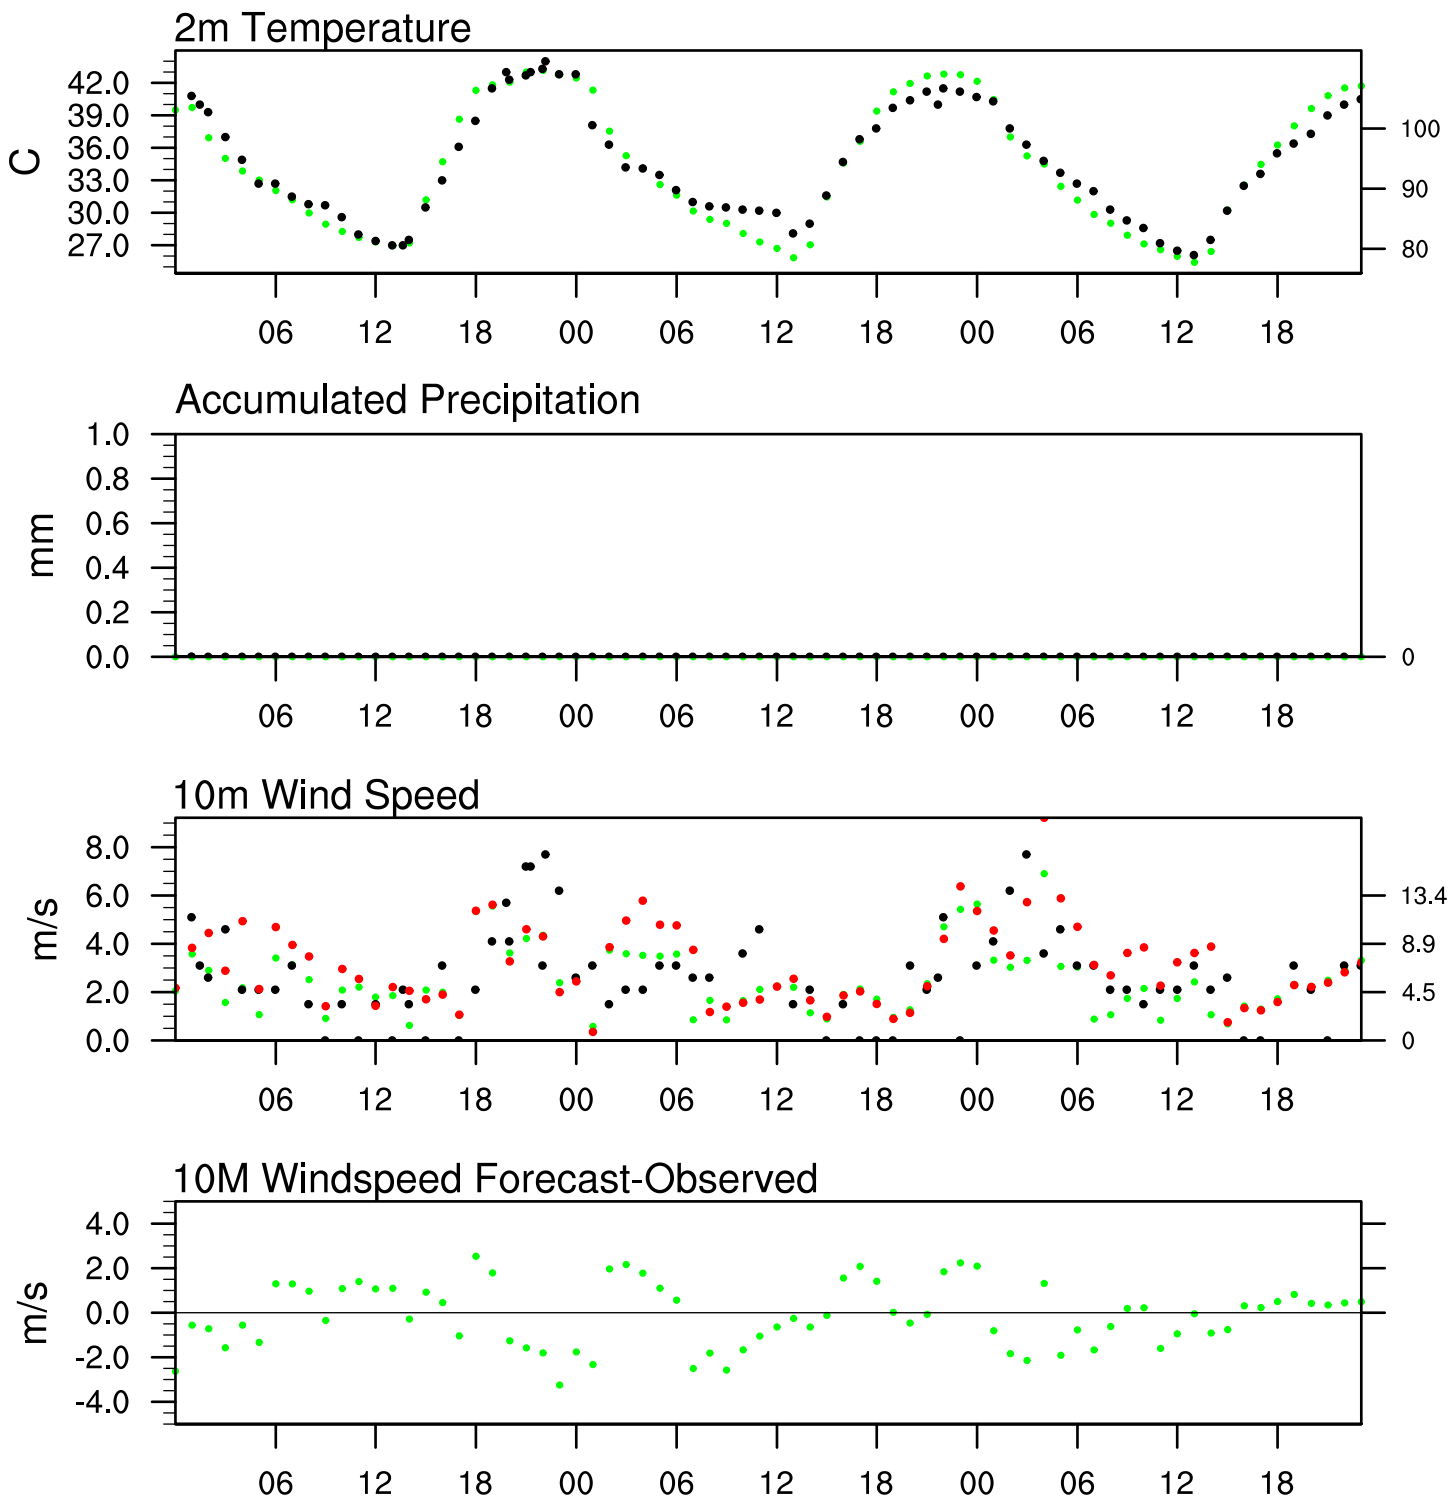 2m Temperature
42.0
39.0
36.0
33.0
30.0
27.0
C
100
90
80
06 12 18 00 06 12 18 00 06 12 18
Accumulated Precipitation
1.0
0.8
0.6
0.4
0.2
0.0
mm
0
06 12 18 00 06 12 18 00 06 12 18
10m Wind Speed
8.0
6.0
4.0
2.0
0.0
m/s
13.4
8.9
4.5
0
06 12 18 00 06 12 18 00 06 12 18
10M Windspeed Forecast-Observed
4.0
2.0
0.0
-2.0
-4.0
m/s
06 12 18 00 06 12 18 00 06 12 18